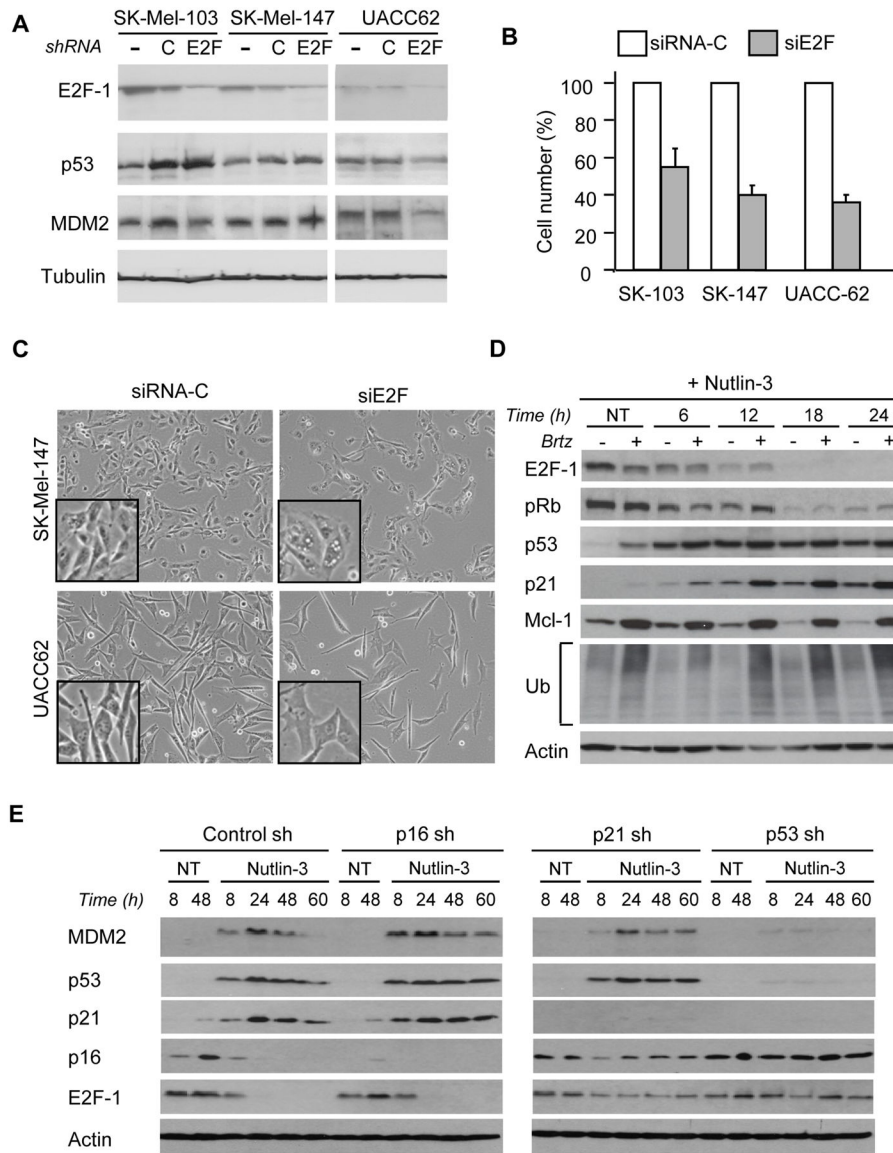 A
SK-Mel-103 SK-Mel-147 UACC62
shRNA - C E2F - C E2F - C E2F
E2F-1
p53
MDM2
Tubulin
B
siRNA-C siE2F
Cell number (%)
100
80
60
40
20
0
SK-103 SK-147 UACC-62
C
siRNA-C siE2F
SK-Mel-147
UACC62
D
+ Nutlin-3
Time (h) NT 6 12 18 24
Brtz - + - + - + - + - +
E2F-1
pRb
p53
p21
Mcl-1
Ub
Actin
E
Control sh p16 sh p21 sh p53 sh
NT Nutlin-3 NT Nutlin-3 NT Nutlin-3 NT Nutlin-3
Time (h) 8 48 8 24 48 60 8 48 8 24 48 60 8 48 8 24 48 60 8 48 8 24 48 60
MDM2
p53
p21
p16
E2F-1
Actin